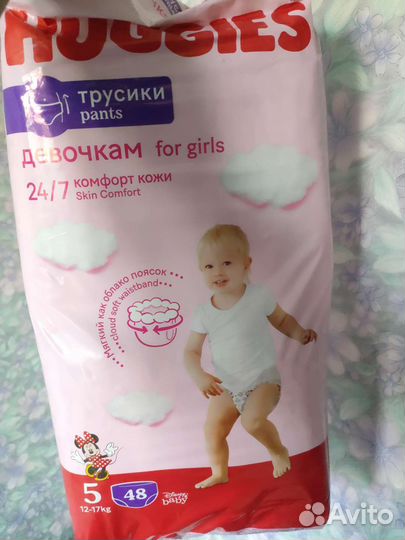 HUGGIES
трусики
pants
девочкам for girls
24/7 комфорт кожи
Skin Comfort
Мягкий как облако поясок
cloud soft waistband
5
48
12-17kg
Disney
baby
Avito